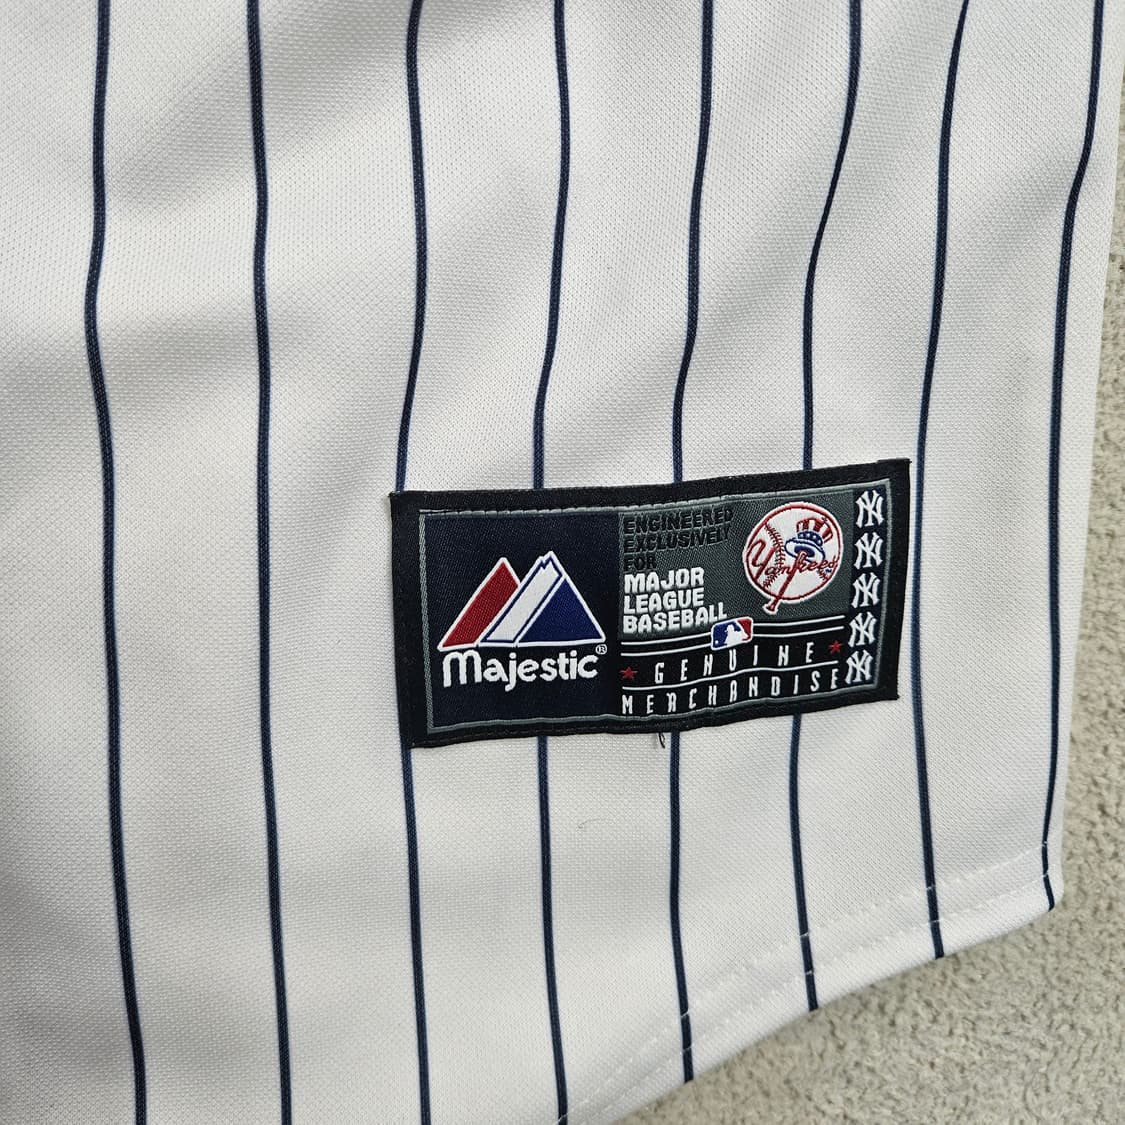 Majestic®
ENGINEERED
EXCLUSIVELY
FOR
MAJOR
LEAGUE
BASEBALL
Yankees
GENUINE
MERCHANDISE
NY
NY
NY
NY
NY